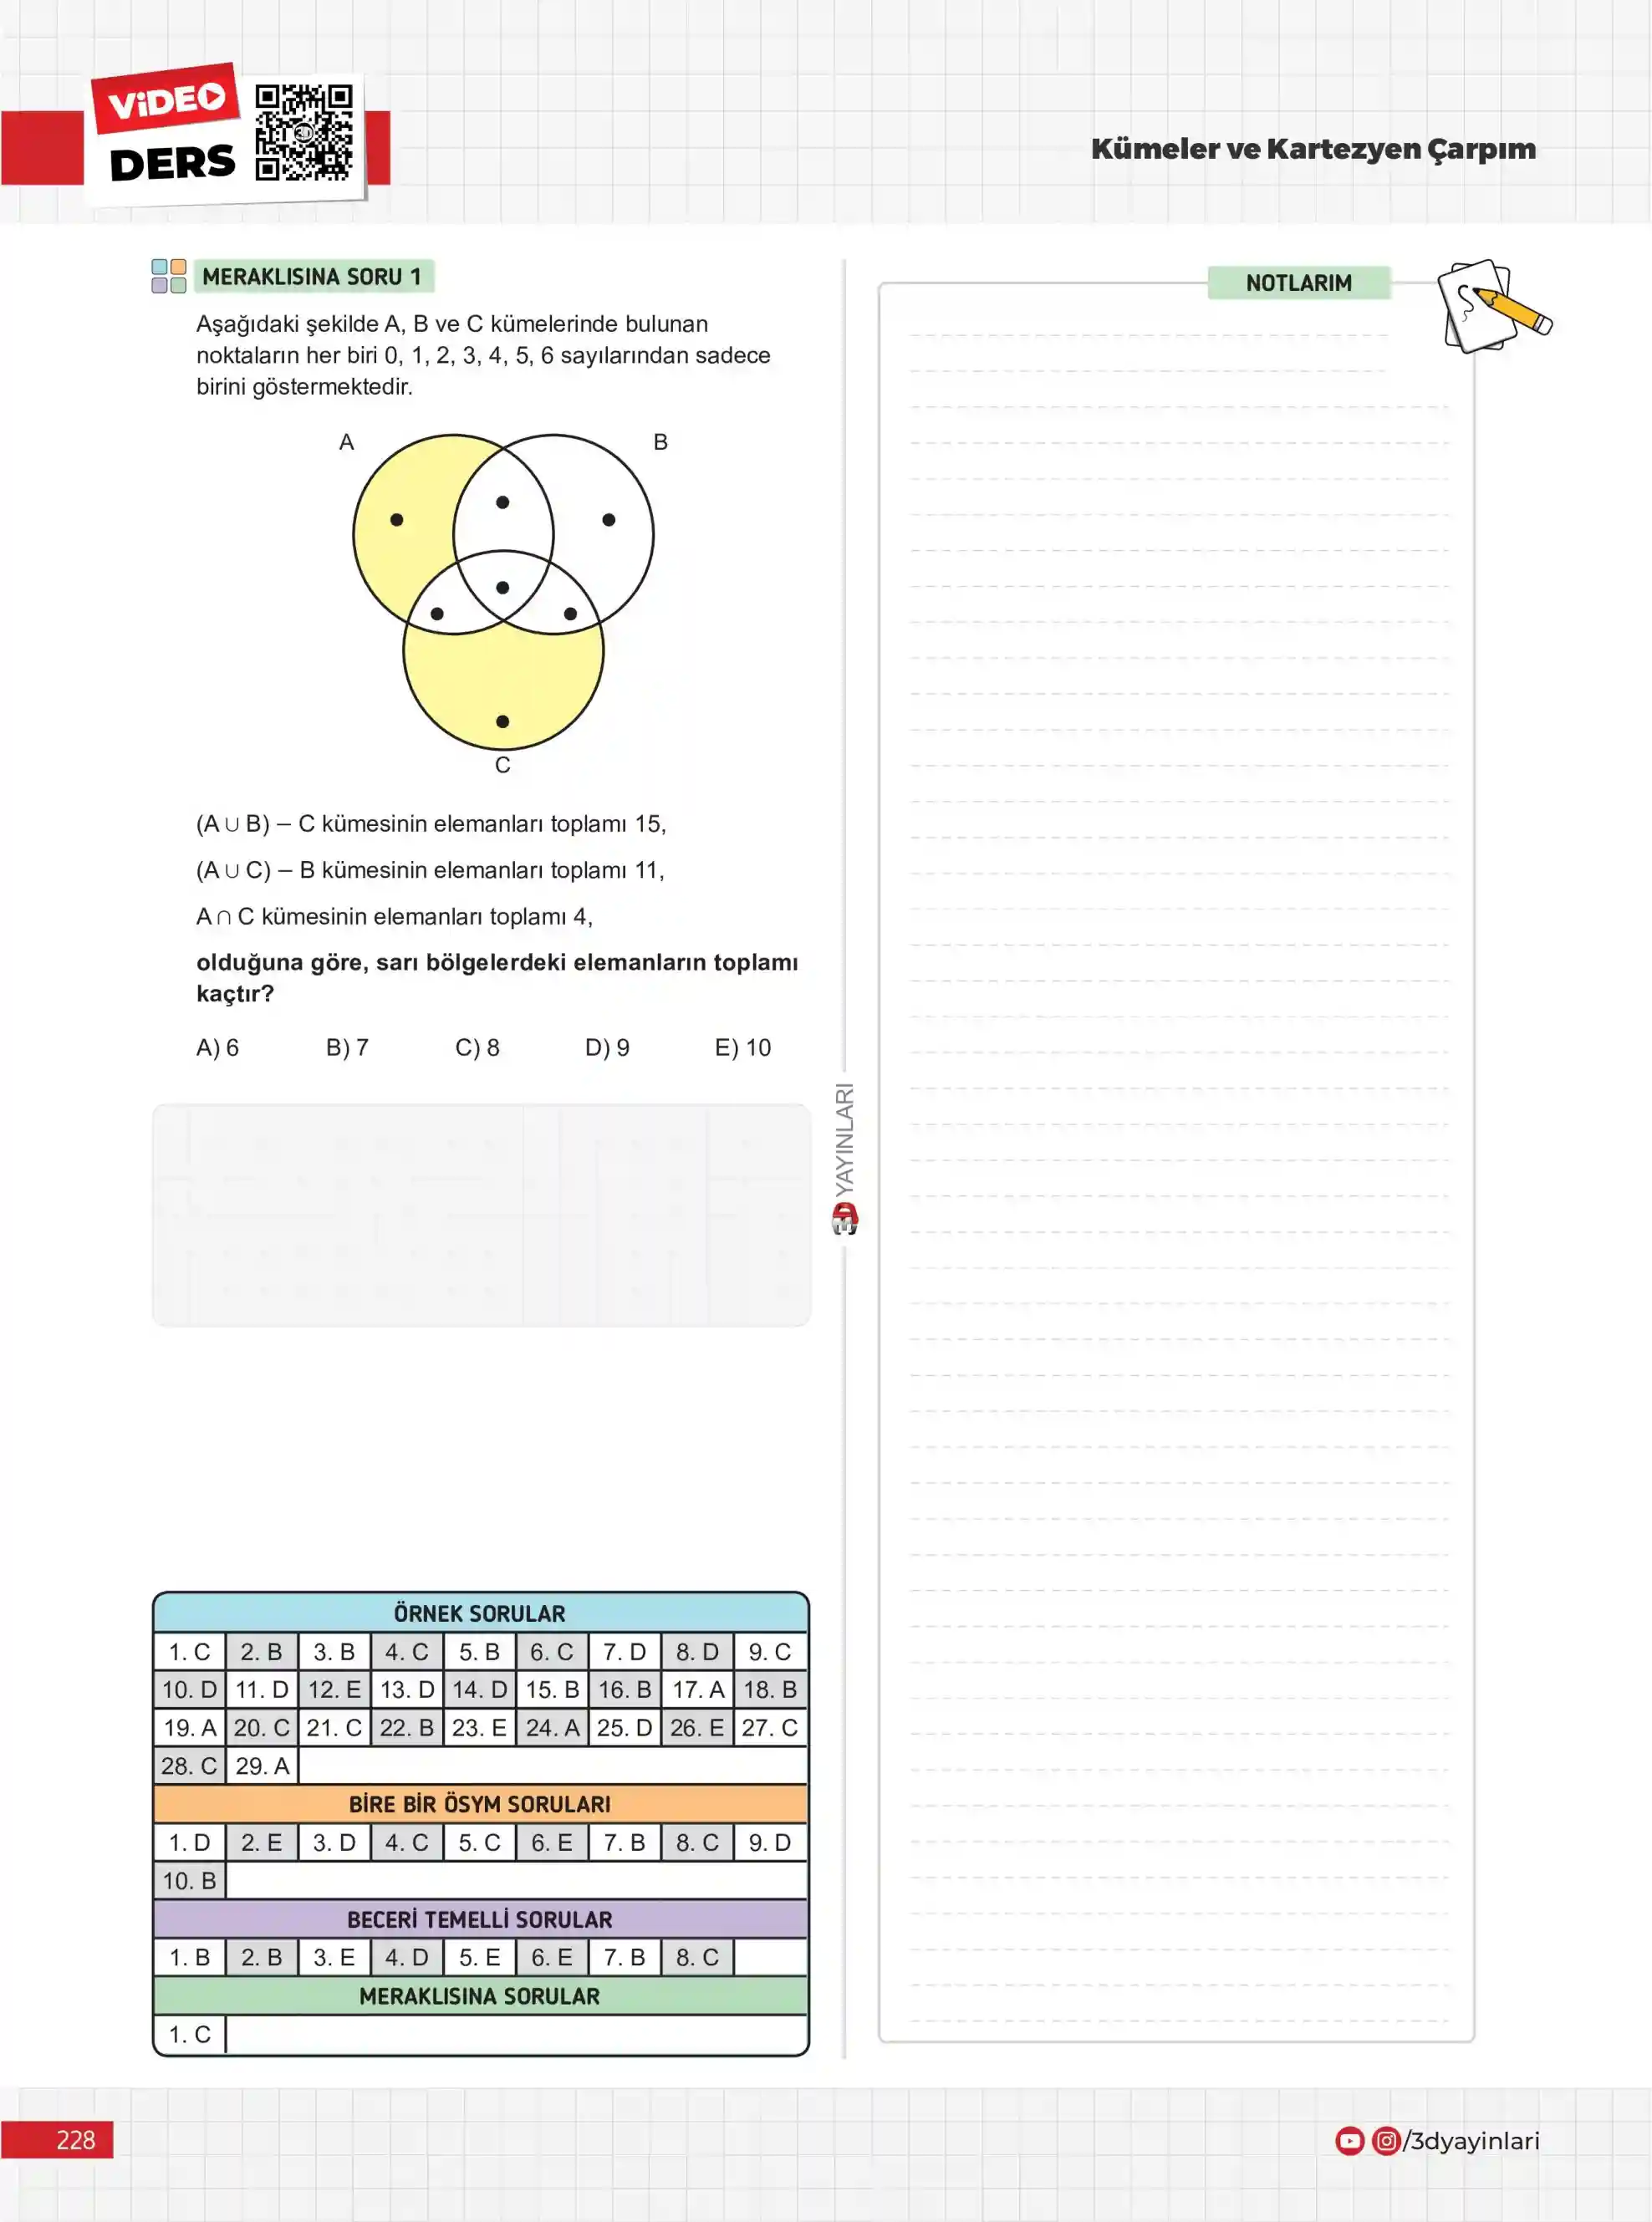 VİDEO
DERS
Kümeler ve Kartezyen Çarpım
MERAKLISINA SORU 1
Aşağıdaki şekilde A, B ve C kümelerinde bulunan
noktaların her biri 0, 1, 2, 3, 4, 5, 6 sayılarından sadece
birini göstermektedir.
A
B
C
(A ∪ B) – C kümesinin elemanları toplamı 15,
(A ∪ C) – B kümesinin elemanları toplamı 11,
A ∩ C kümesinin elemanları toplamı 4,
olduğuna göre, sarı bölgelerdeki elemanların toplamı
kaçtır?
A) 6 B) 7 C) 8 D) 9 E) 10
ÖRNEK SORULAR
1. C 2. B 3. B 4. C 5. B 6. C 7. D 8. D 9. C
10. D 11. D 12. E 13. D 14. D 15. B 16. B 17. A 18. B
19. A 20. C 21. C 22. B 23. E 24. A 25. D 26. E 27. C
28. C 29. A
BİRE BİR ÖSYM SORULARI
1. D 2. E 3. D 4. C 5. C 6. E 7. B 8. C 9. D
10. B
BECERİ TEMELLİ SORULAR
1. B 2. B 3. E 4. D 5. E 6. E 7. B 8. C
MERAKLISINA SORULAR
1. C
YAYINLARI
NOTLARIM
228
/3dyayinlari